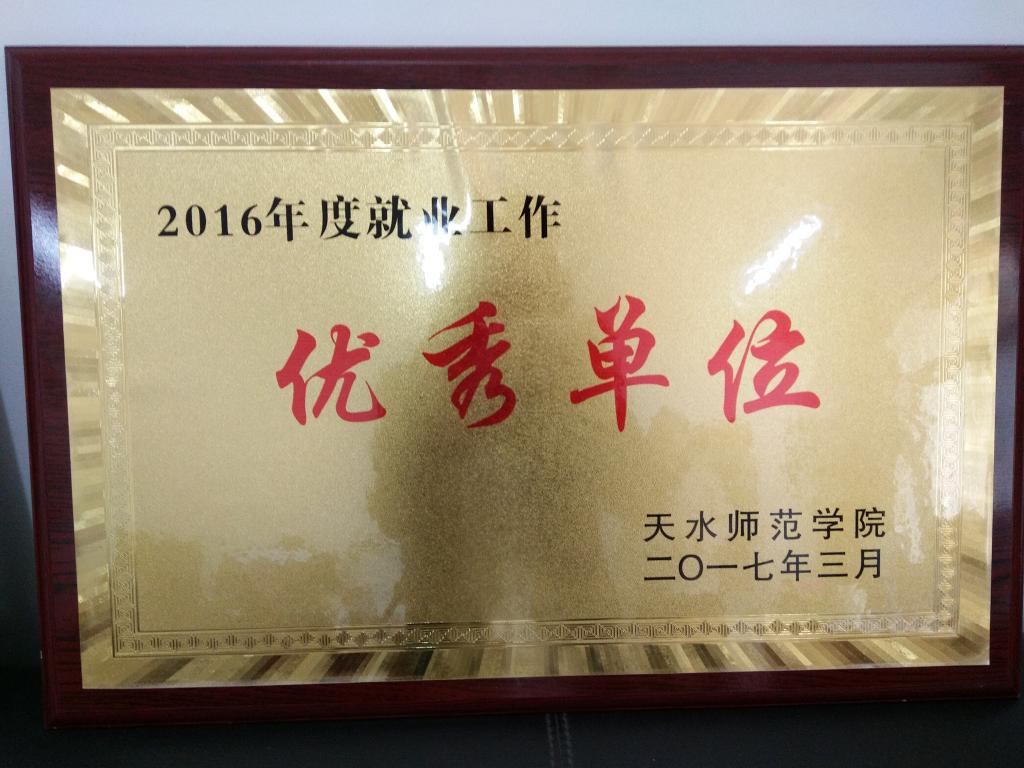 2016年度就业工作
优秀单位
天水师范学院
二〇一七年三月